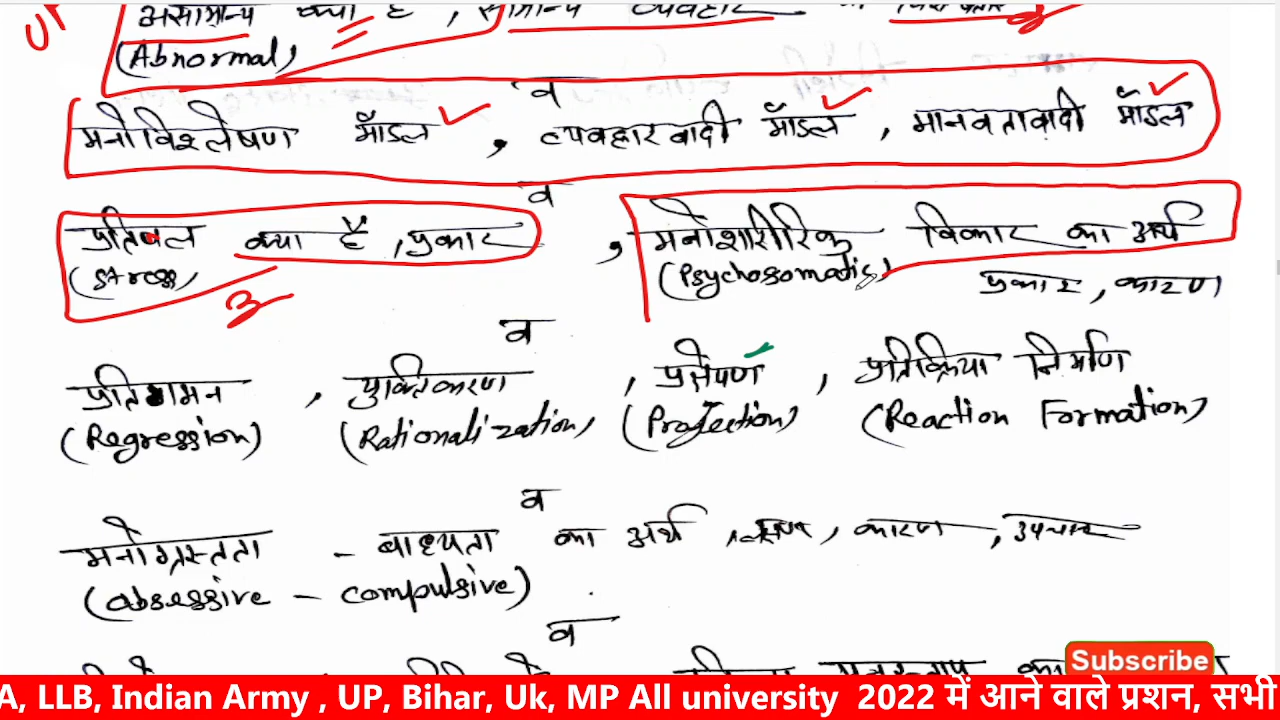 असामान्य क्या है , सामान्य व्यवहार
(Abnormal)
व
मनोविश्लेषण मॉडल , व्यवहारवादी मॉडल , मानवतावादी मॉडल
व
प्रतिबल क्या है , प्रकार , मनोशारीरिक विकार का अर्थ
(Stress) (Psychosomatic) प्रकार , कारण
व
प्रतिगमन , युक्तिकरण , प्रक्षेपण , प्रतिक्रिया निर्माण
(Regression) (Rationalization) (Projection) (Reaction Formation)
व
मनोग्रस्तता - बाध्यता का अर्थ , लक्षण , कारण , उपचार
(absessive - compulsive)
व
Subscribe
A, LLB, Indian Army , UP, Bihar, Uk, MP All university 2022 में आने वाले प्रशन, सभी